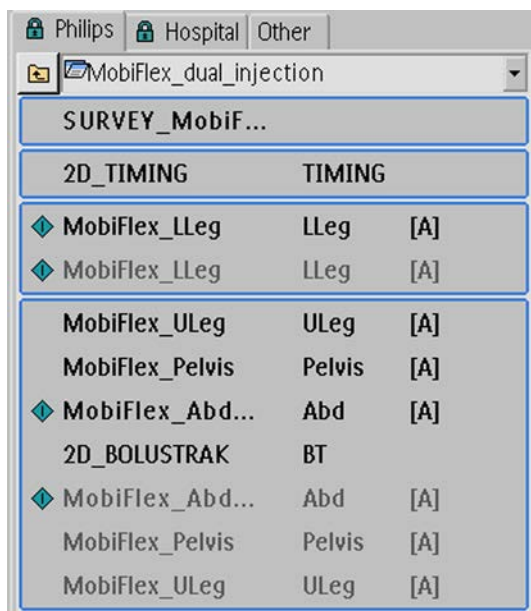 Philips Hospital Other
MobiFlex_dual_injection
SURVEY_MobiF...
2D_TIMING TIMING
MobiFlex_LLeg LLeg [A]
MobiFlex_LLeg LLeg [A]
MobiFlex_ULeg ULeg [A]
MobiFlex_Pelvis Pelvis [A]
MobiFlex_Abd... Abd [A]
2D_BOLUSTRAK BT
MobiFlex_Abd... Abd [A]
MobiFlex_Pelvis Pelvis [A]
MobiFlex_ULeg ULeg [A]